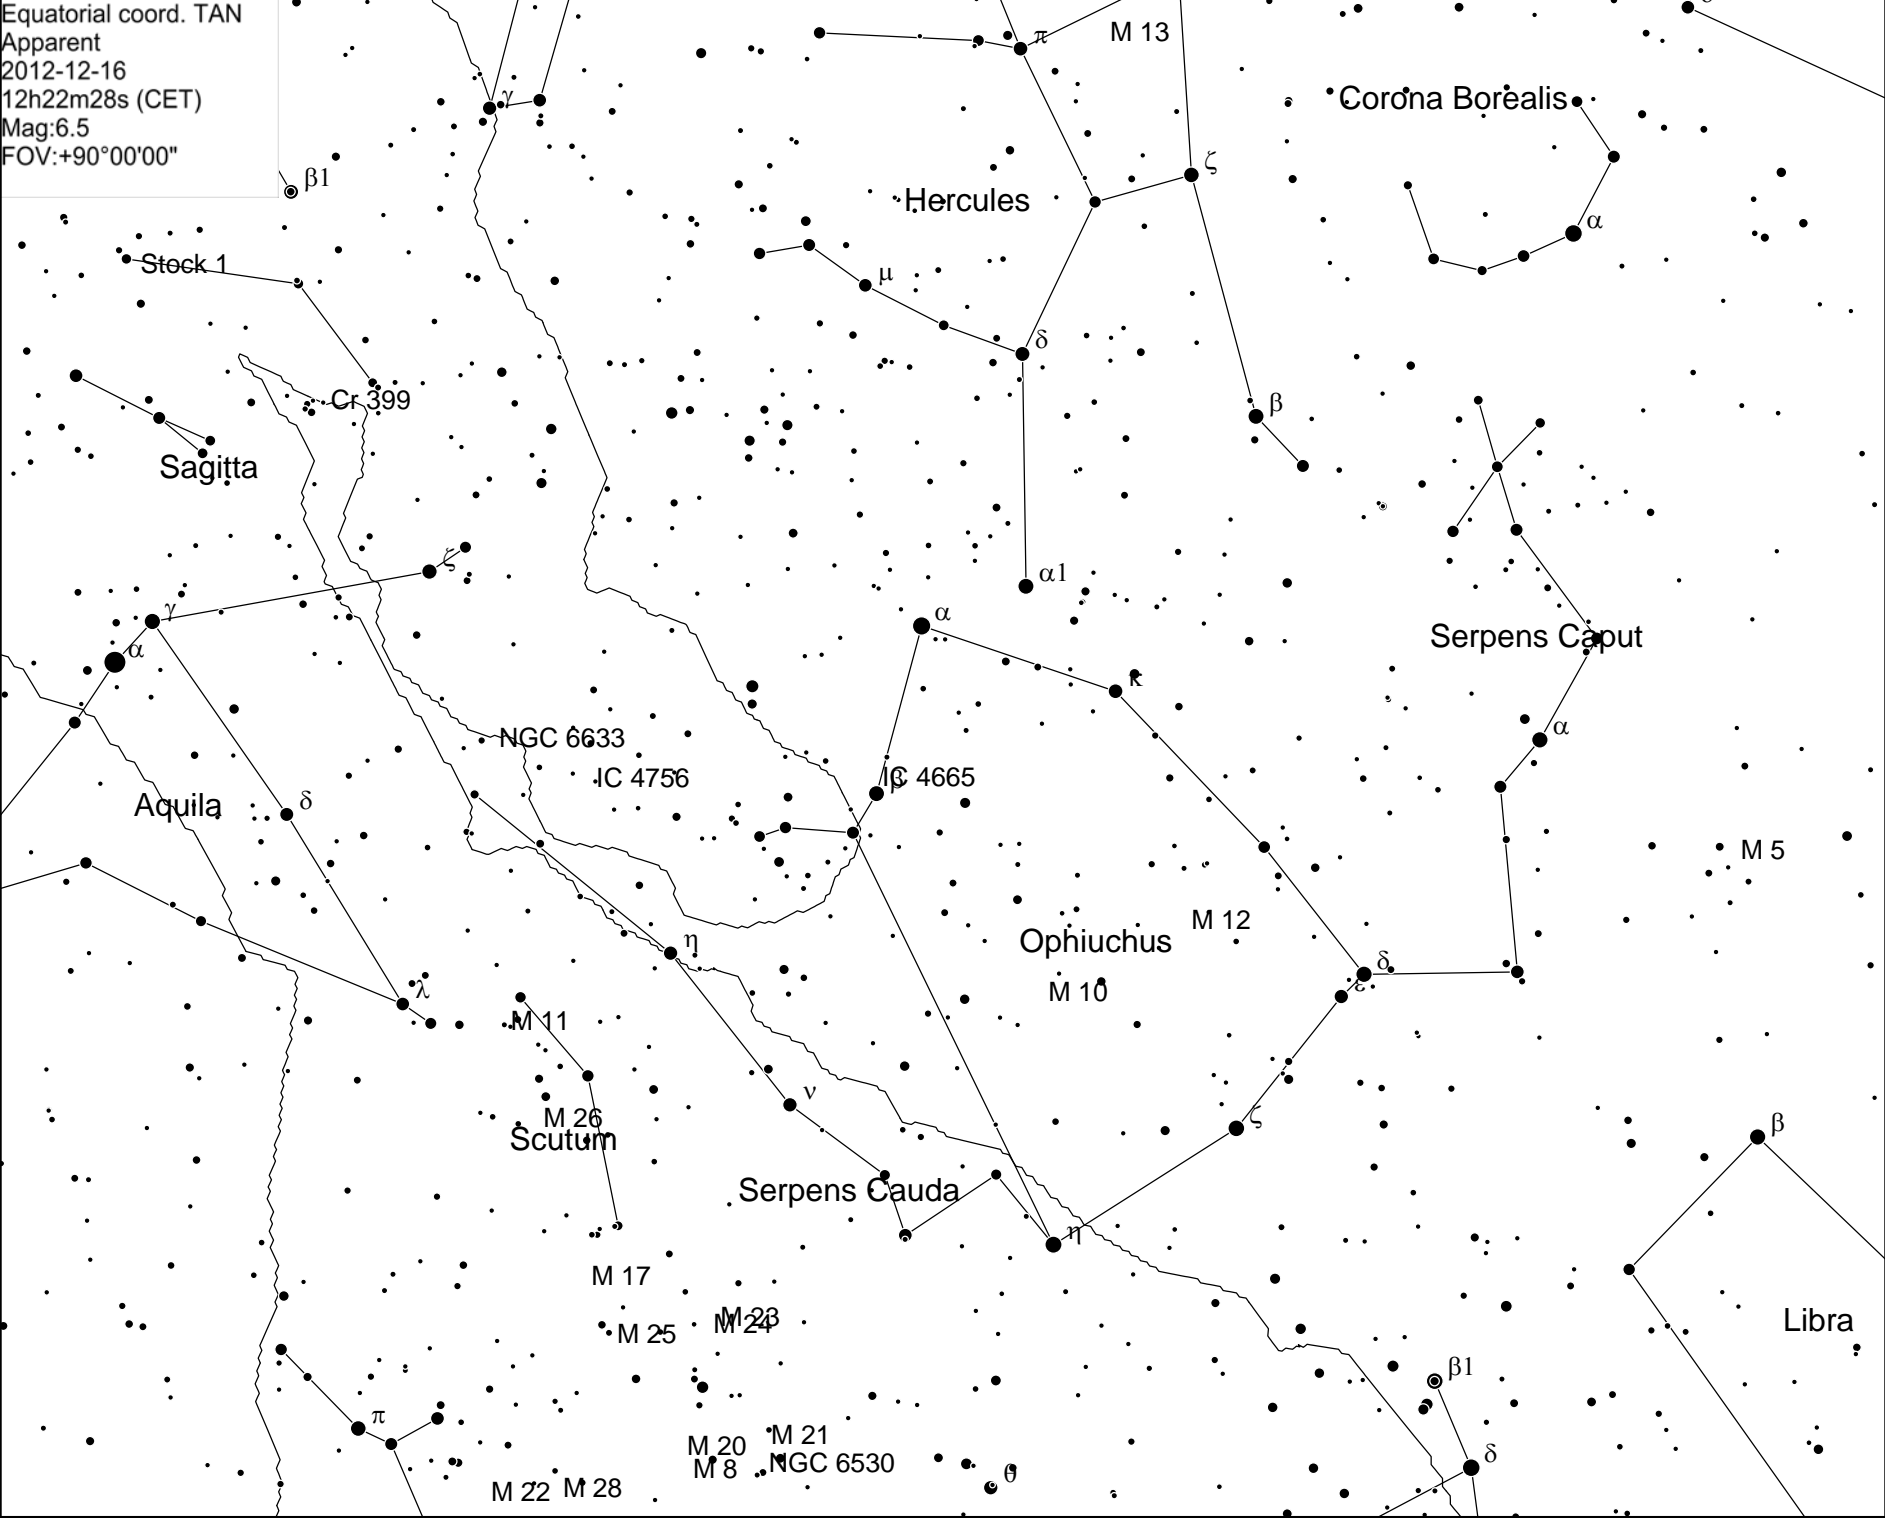 Equatorial coord. TAN
Apparent
2012-12-16
12h22m28s (CET)
Mag:6.5
FOV:+90°00'00"
π
M 13
γ
Corona Borealis
ζ
β1
Hercules
α
Stock 1
μ
δ
Cr 399
β
Sagitta
ζ
α1
γ
α
Serpens Caput
α
κ
α
NGC 6633
IC 4756
IC 4665
β
Aquila
δ
M 5
M 12
Ophiuchus
η
δ
ε
λ
M 10
M 11
ν
M 26
Scutum
ζ
β
Serpens Cauda
η
M 17
M 23
M 24
M 25
Libra
β1
π
M 21
M 20
NGC 6530
M 8
θ
δ
M 22
M 28